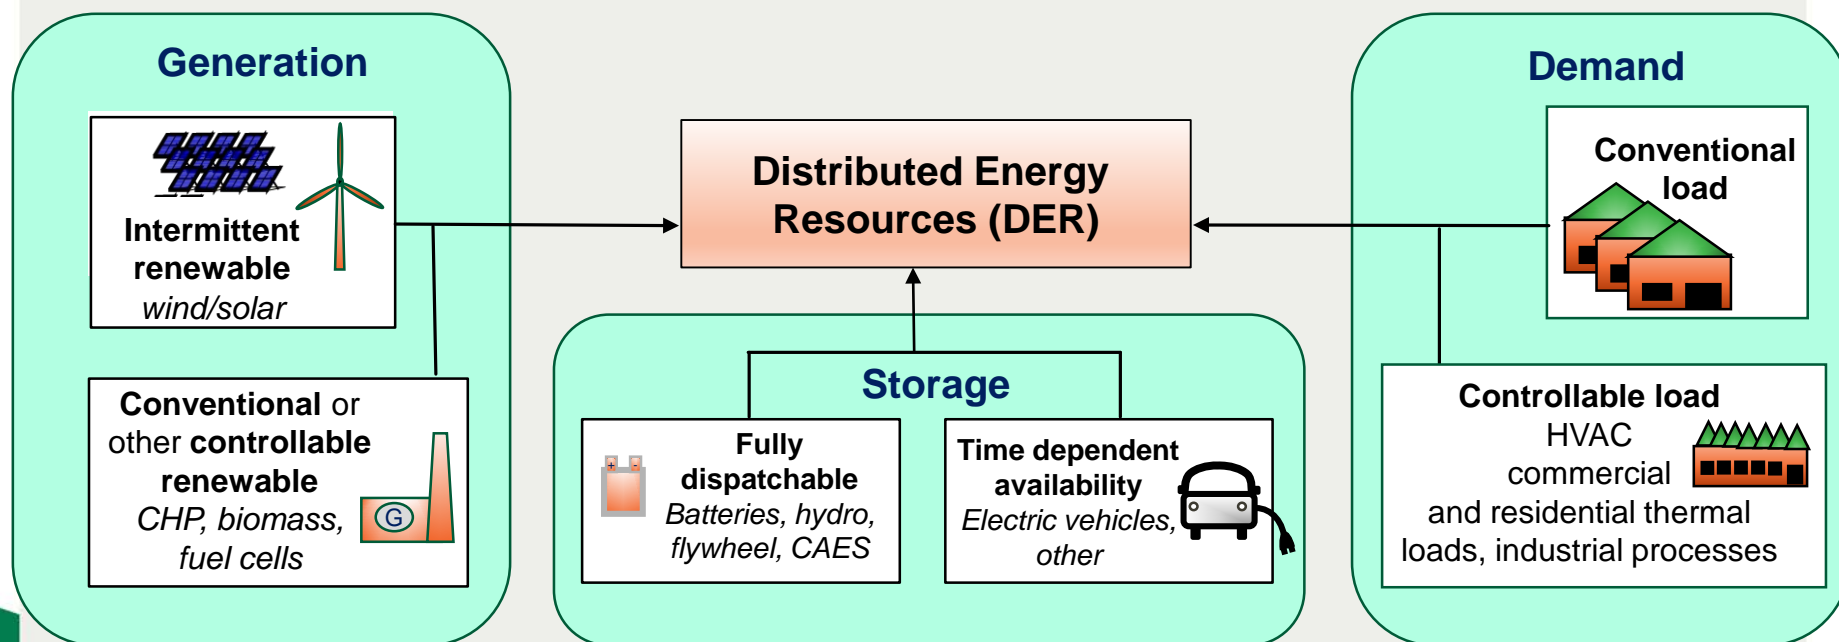 Generation
Intermittent
renewable
wind/solar
Conventional or
other controllable
renewable
CHP, biomass,
fuel cells
G
Distributed Energy
Resources (DER)
Storage
Fully
dispatchable
Batteries, hydro,
flywheel, CAES
+ -
Time dependent
availability
Electric vehicles,
other
Demand
Conventional
load
Controllable load
HVAC
commercial
and residential thermal
loads, industrial processes